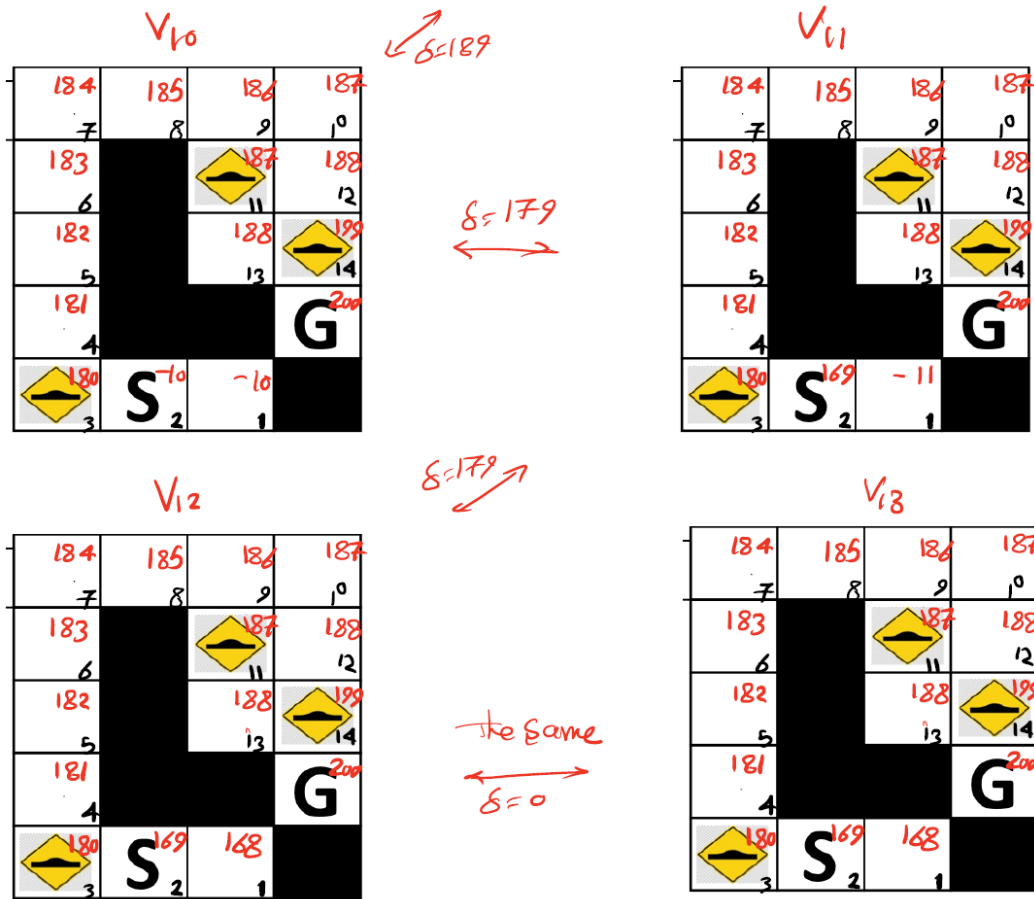 V10 δ=189 V11
184 185 186 187 184 185 186 187
7 8 9 10 7 8 9 10
183 187 188 183 187 188
6 11 12 6 11 12
δ=179
182 188 199 182 188 199
5 13 14 5 13 14
181 G 200 181 G 200
4 4
180 S -10 -10 180 S 169 -11
3 2 1 3 2 1
V12 δ=179 V13
184 185 186 187 184 185 186 187
7 8 9 10 7 8 9 10
183 187 188 183 187 188
6 11 12 6 11 12
182 188 199 182 188 199
5 13 14 5 13 14
The same
181 G 200 181 G 200
4 4
δ=0
180 S 169 168 180 S 169 168
3 2 1 3 2 1